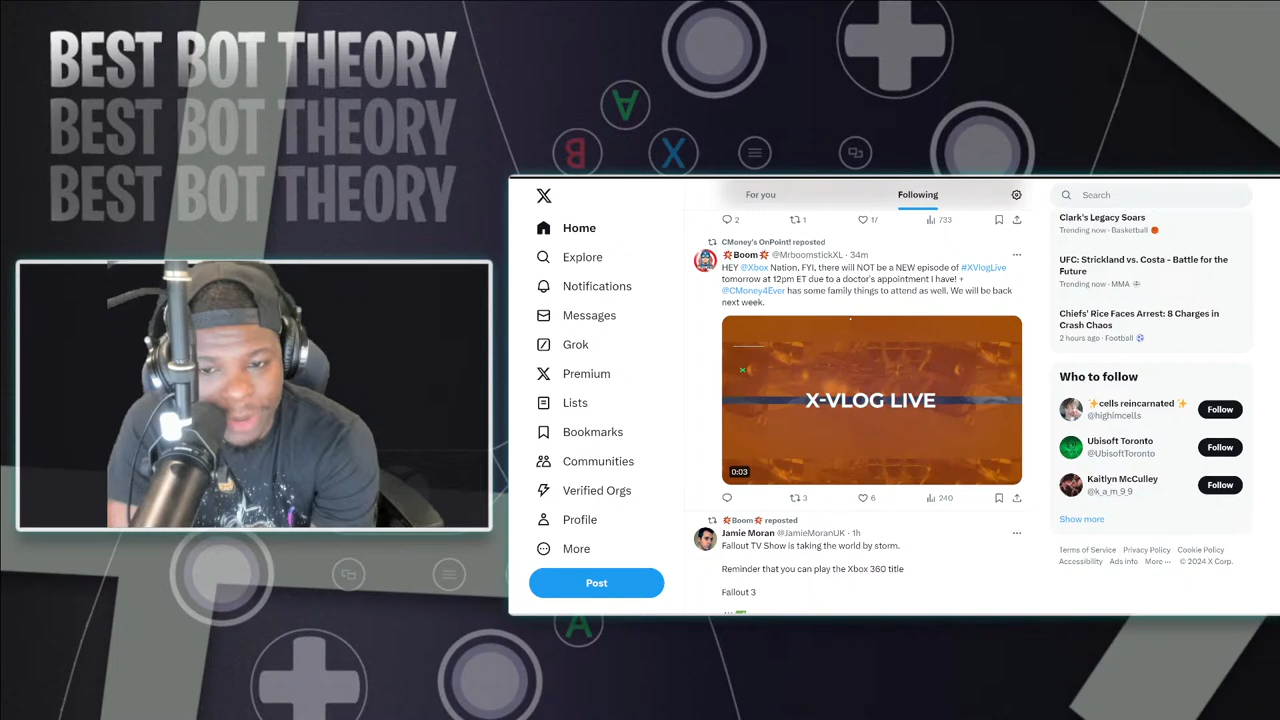 BEST BOT THEORY
BEST BOT THEORY
BEST BOT THEORY
A
B
X
Home
Explore
Notifications
Messages
Grok
Premium
Lists
Bookmarks
Communities
Verified Orgs
Profile
More
Post
For you
Following
2
1
17
733
CMoney's OnPoint! reposted
💥Boom💥 @MrboomstickXL · 34m
HEY @Xbox Nation, FYI, there will NOT be a NEW episode of #XVlogLive
tomorrow at 12pm ET due to a doctor's appointment I have! +
@CMoney4Ever has some family things to attend as well. We will be back
next week.
X-VLOG LIVE
0:03
3
6
240
💥Boom💥 reposted
Jamie Moran @JamieMoranUK · 1h
Fallout TV Show is taking the world by storm.
Reminder that you can play the Xbox 360 title
Fallout 3
Search
Clark's Legacy Soars
Trending now · Basketball 🏀
UFC: Strickland vs. Costa - Battle for the
Future
Trending now · MMA
Chiefs' Rice Faces Arrest: 8 Charges in
Crash Chaos
2 hours ago · Football
Who to follow
✨cells reincarnated ✨
@highimcells
Follow
Ubisoft Toronto
@UbisoftToronto
Follow
Kaitlyn McCulley
@k_a_m_9_9
Follow
Show more
Terms of Service Privacy Policy Cookie Policy
Accessibility Ads info More ··· © 2024 X Corp.
A